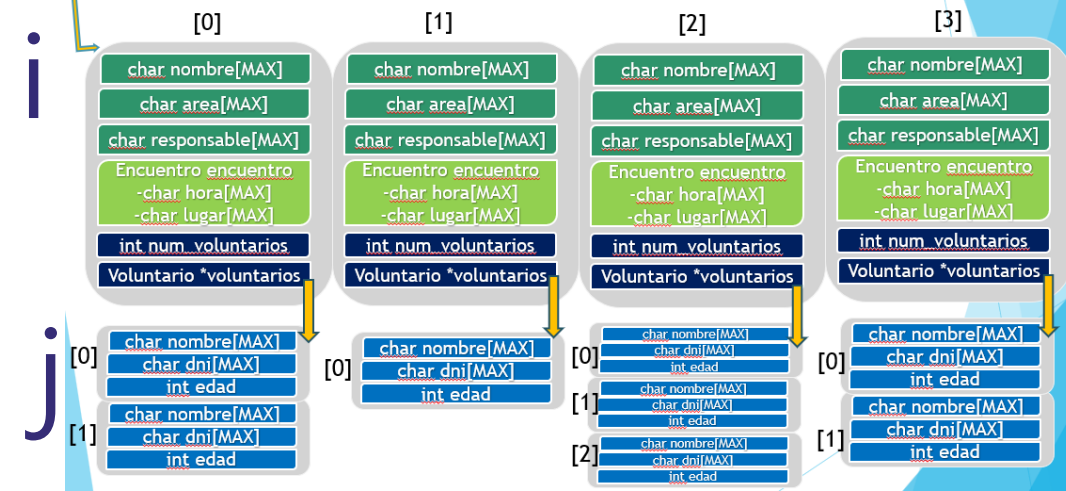 i
[0]
char nombre[MAX]
char area[MAX]
char responsable[MAX]
Encuentro encuentro
-char hora[MAX]
-char lugar[MAX]
int num_voluntarios
Voluntario *voluntarios
[1]
char nombre[MAX]
char area[MAX]
char responsable[MAX]
Encuentro encuentro
-char hora[MAX]
-char lugar[MAX]
int num_voluntarios
Voluntario *voluntarios
[2]
char nombre[MAX]
char area[MAX]
char responsable[MAX]
Encuentro encuentro
-char hora[MAX]
-char lugar[MAX]
int num_voluntarios
Voluntario *voluntarios
[3]
char nombre[MAX]
char area[MAX]
char responsable[MAX]
Encuentro encuentro
-char hora[MAX]
-char lugar[MAX]
int num_voluntarios
Voluntario *voluntarios
j
[0]
char nombre[MAX]
char dni[MAX]
int edad
[1]
char nombre[MAX]
char dni[MAX]
int edad
[0]
char nombre[MAX]
char dni[MAX]
int edad
[0]
char nombre[MAX]
char dni[MAX]
int edad
[1]
char nombre[MAX]
char dni[MAX]
int edad
[2]
char nombre[MAX]
char dni[MAX]
int edad
[0]
char nombre[MAX]
char dni[MAX]
int edad
[1]
char nombre[MAX]
char dni[MAX]
int edad